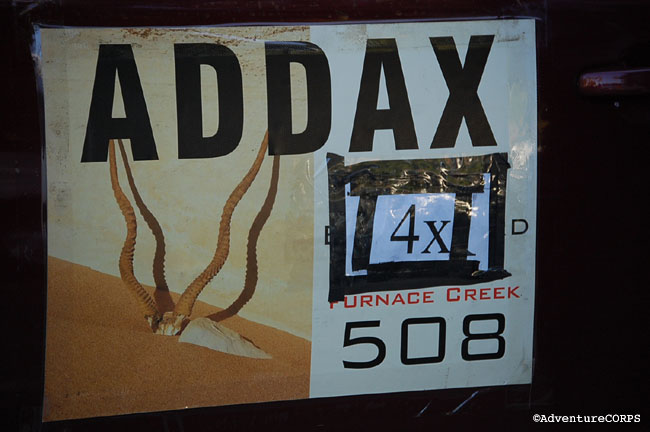 ADDAX
4x
FURNACE CREEK
508
©AdventureCORPS